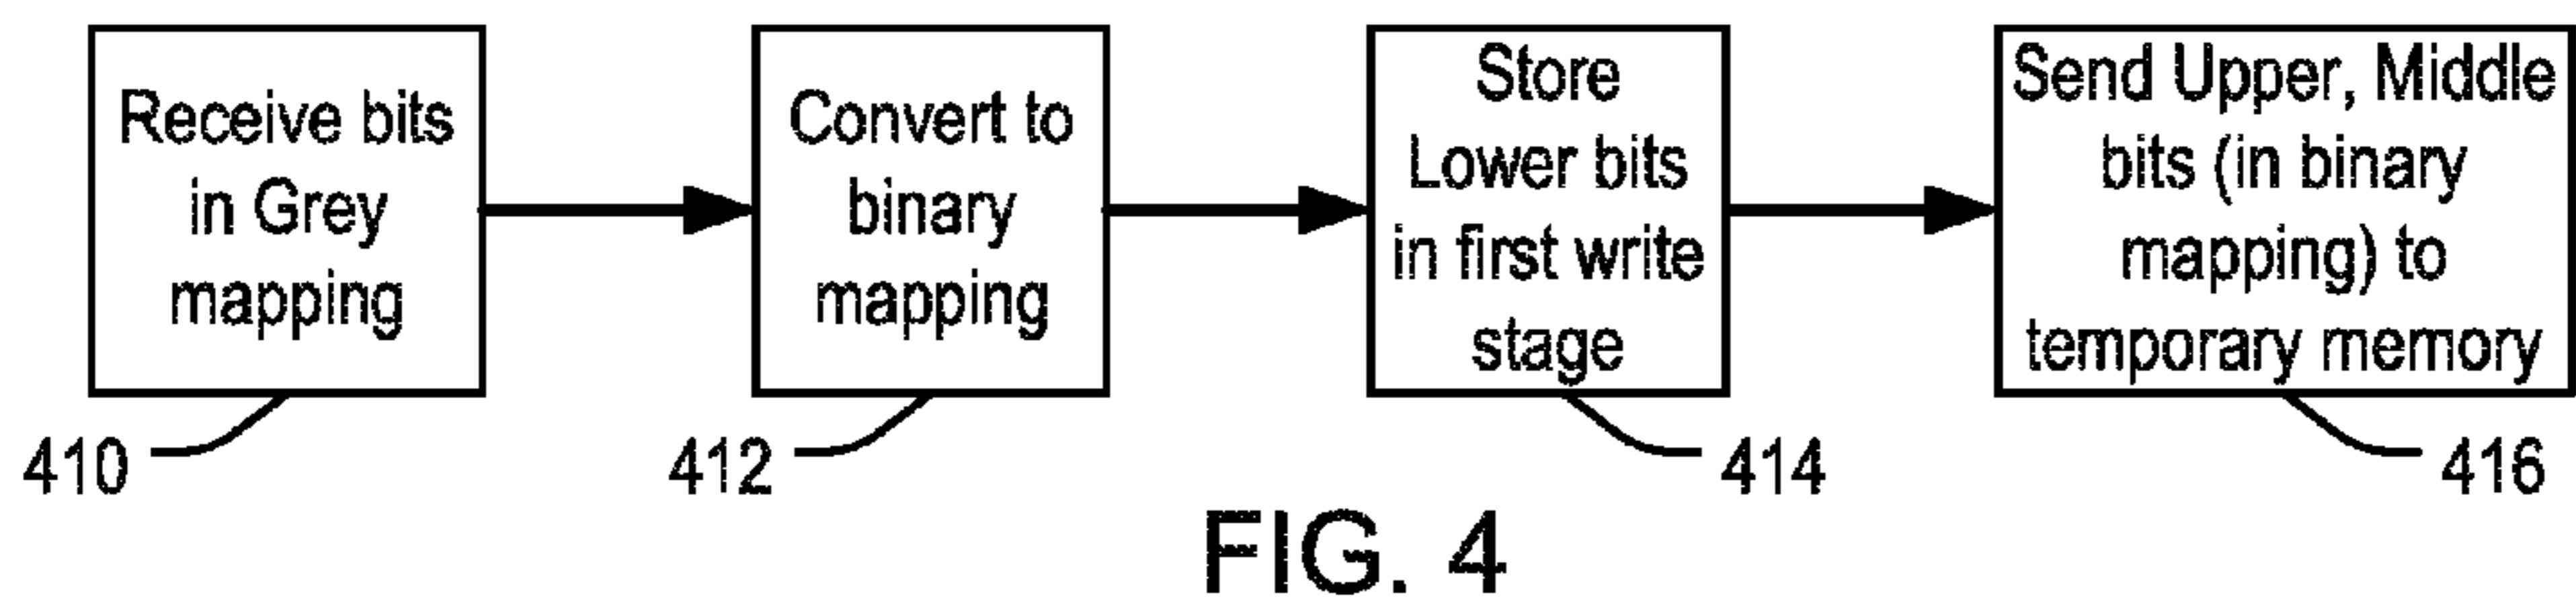 Receive bits
in Grey
mapping
Convert to
binary
mapping
Store
Lower bits
in first write
stage
Send Upper, Middle
bits (in binary
mapping) to
temporary memory
410
412
414
416
FIG. 4